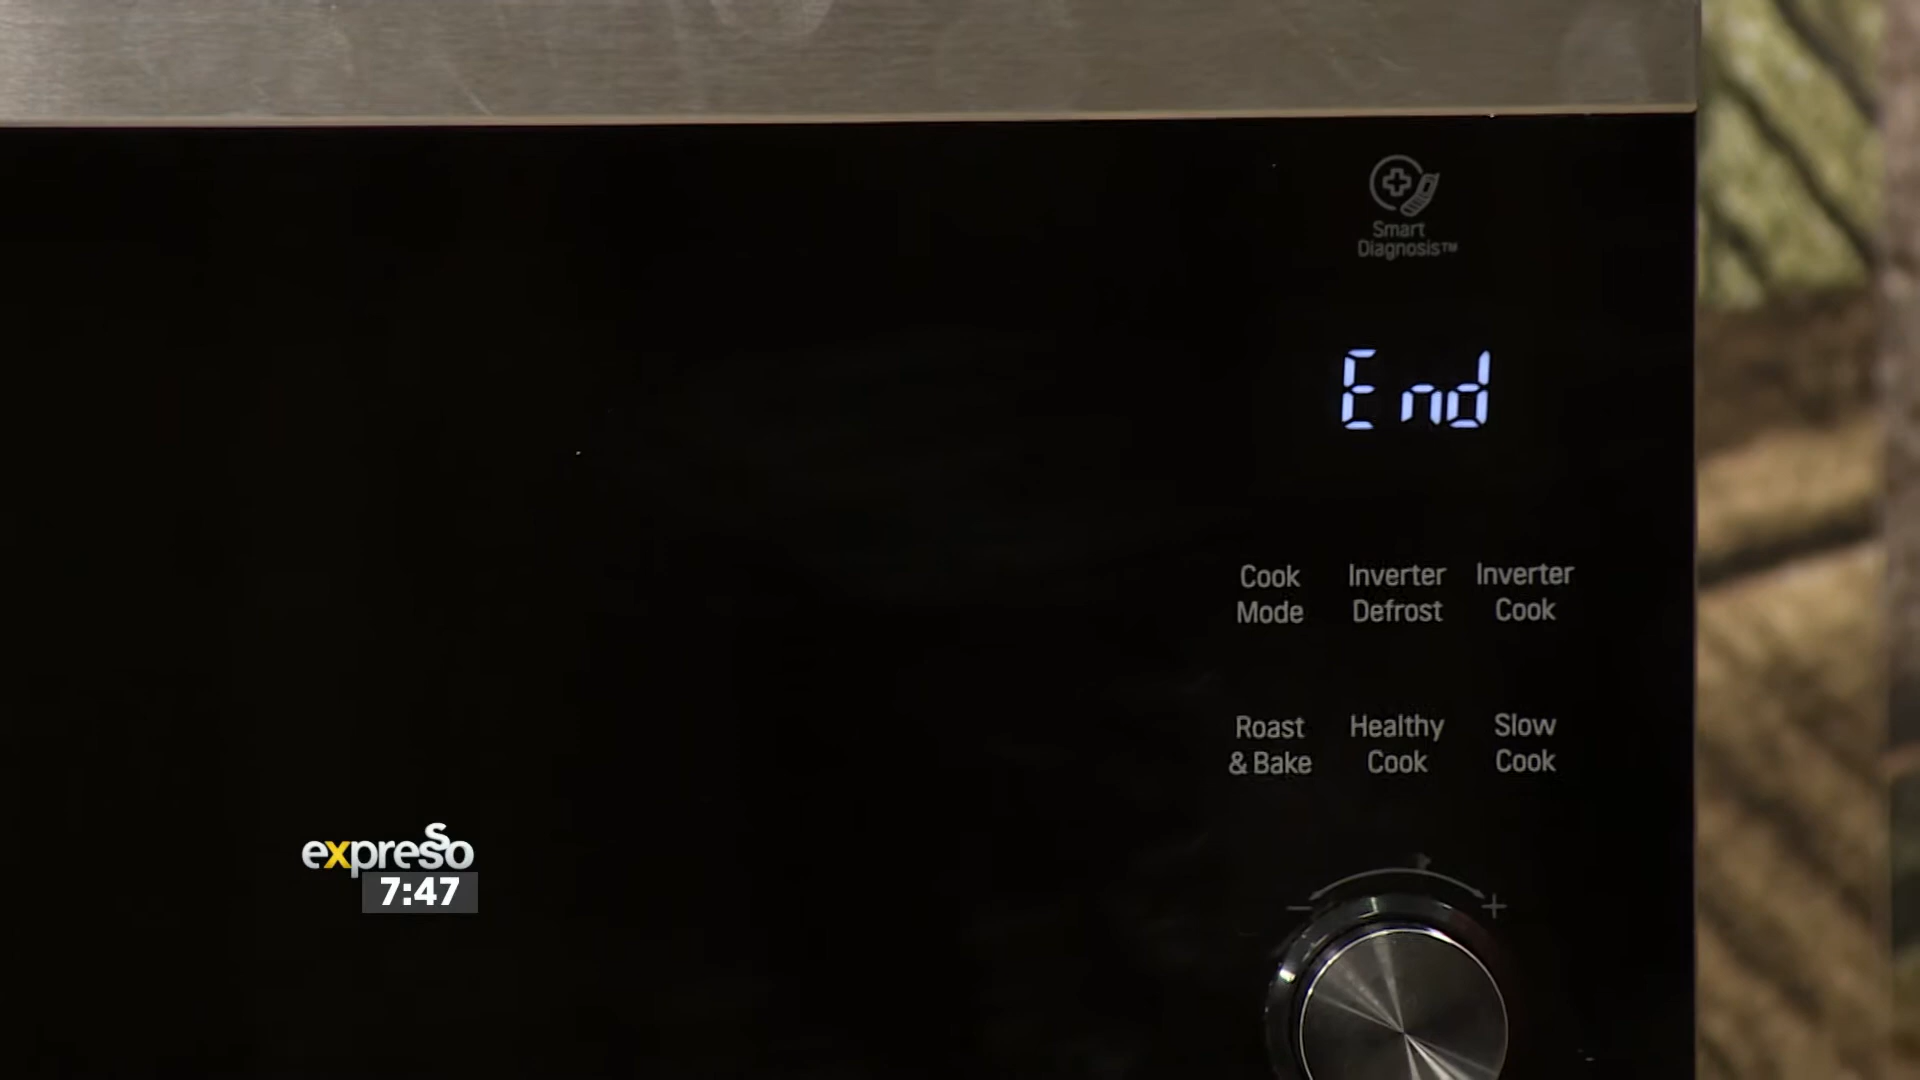 Smart
Diagnosis™
End
Cook Mode
Inverter Defrost
Inverter Cook
Roast & Bake
Healthy Cook
Slow Cook
- +
expresso
7:47